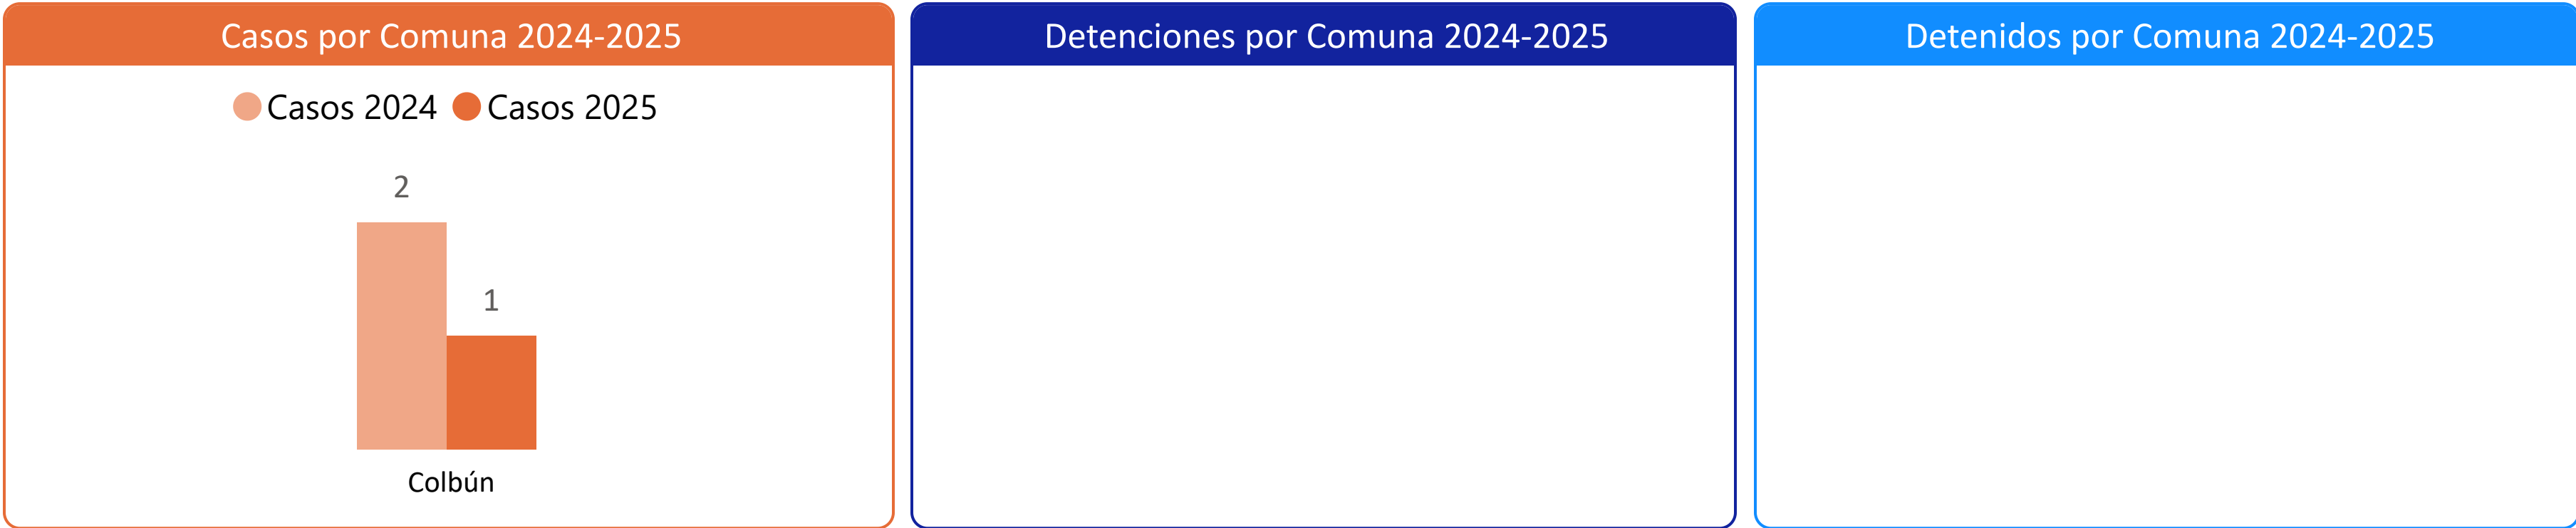 Casos por Comuna 2024-2025
Casos 2024 Casos 2025
2
1
Colbún
Detenciones por Comuna 2024-2025
Detenidos por Comuna 2024-2025